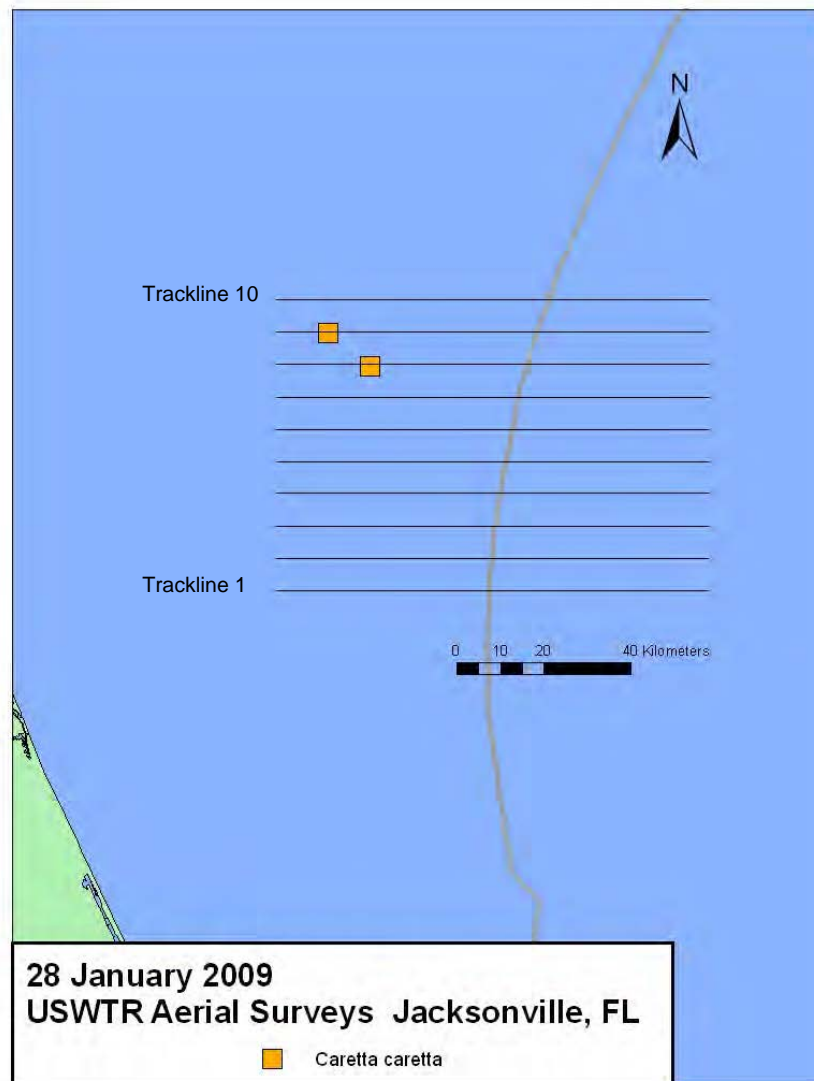 N
Trackline 10
Trackline 1
0 10 20 40 Kilometers
28 January 2009
USWTR Aerial Surveys Jacksonville, FL
Caretta caretta